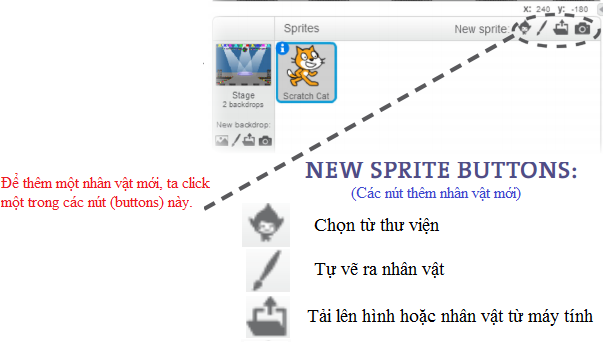 x: 240 y: -180
Sprites
New sprite:
Scratch Cat
Stage
2 backdrops
New backdrop:
Để thêm một nhân vật mới, ta click
một trong các nút (buttons) này.
NEW SPRITE BUTTONS:
(Các nút thêm nhân vật mới)
Chọn từ thư viện
Tự vẽ ra nhân vật
Tải lên hình hoặc nhân vật từ máy tính